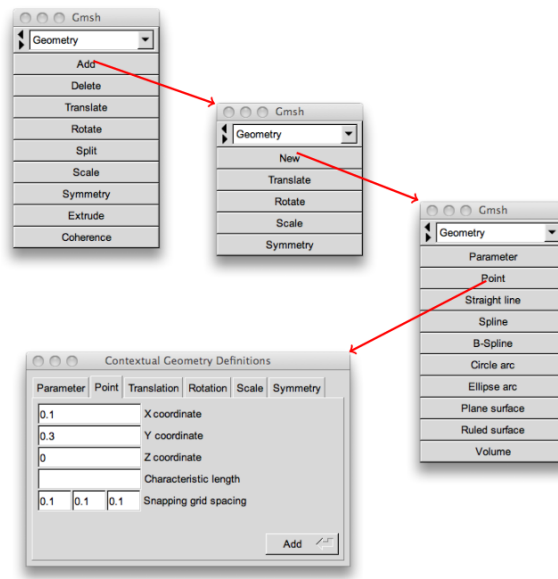 Gmsh
Geometry
Add
Delete
Translate
Rotate
Split
Scale
Symmetry
Extrude
Coherence
Gmsh
Geometry
New
Translate
Rotate
Scale
Symmetry
Gmsh
Geometry
Parameter
Point
Straight line
Spline
B-Spline
Circle arc
Ellipse arc
Plane surface
Ruled surface
Volume
Contextual Geometry Definitions
Parameter Point Translation Rotation Scale Symmetry
0.1 X coordinate
0.3 Y coordinate
0 Z coordinate
Characteristic length
0.1 0.1 0.1 Snapping grid spacing
Add